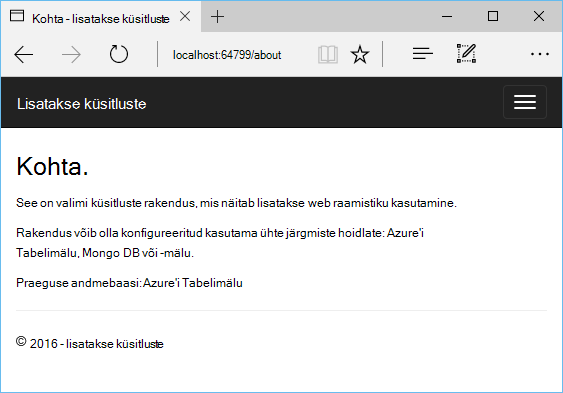 Kohta - lisatakse küsitluste
localhost:64799/about
Lisatakse küsitluste
Kohta.
See on valimi küsitluste rakendus, mis näitab lisatakse web raamistiku kasutamine.
Rakendus võib olla konfigureeritud kasutama ühte järgmiste hoidlate: Azure'i
Tabelimälu, Mongo DB või -mälu.
Praeguse andmebaasi: Azure'i Tabelimälu
© 2016 - lisatakse küsitluste